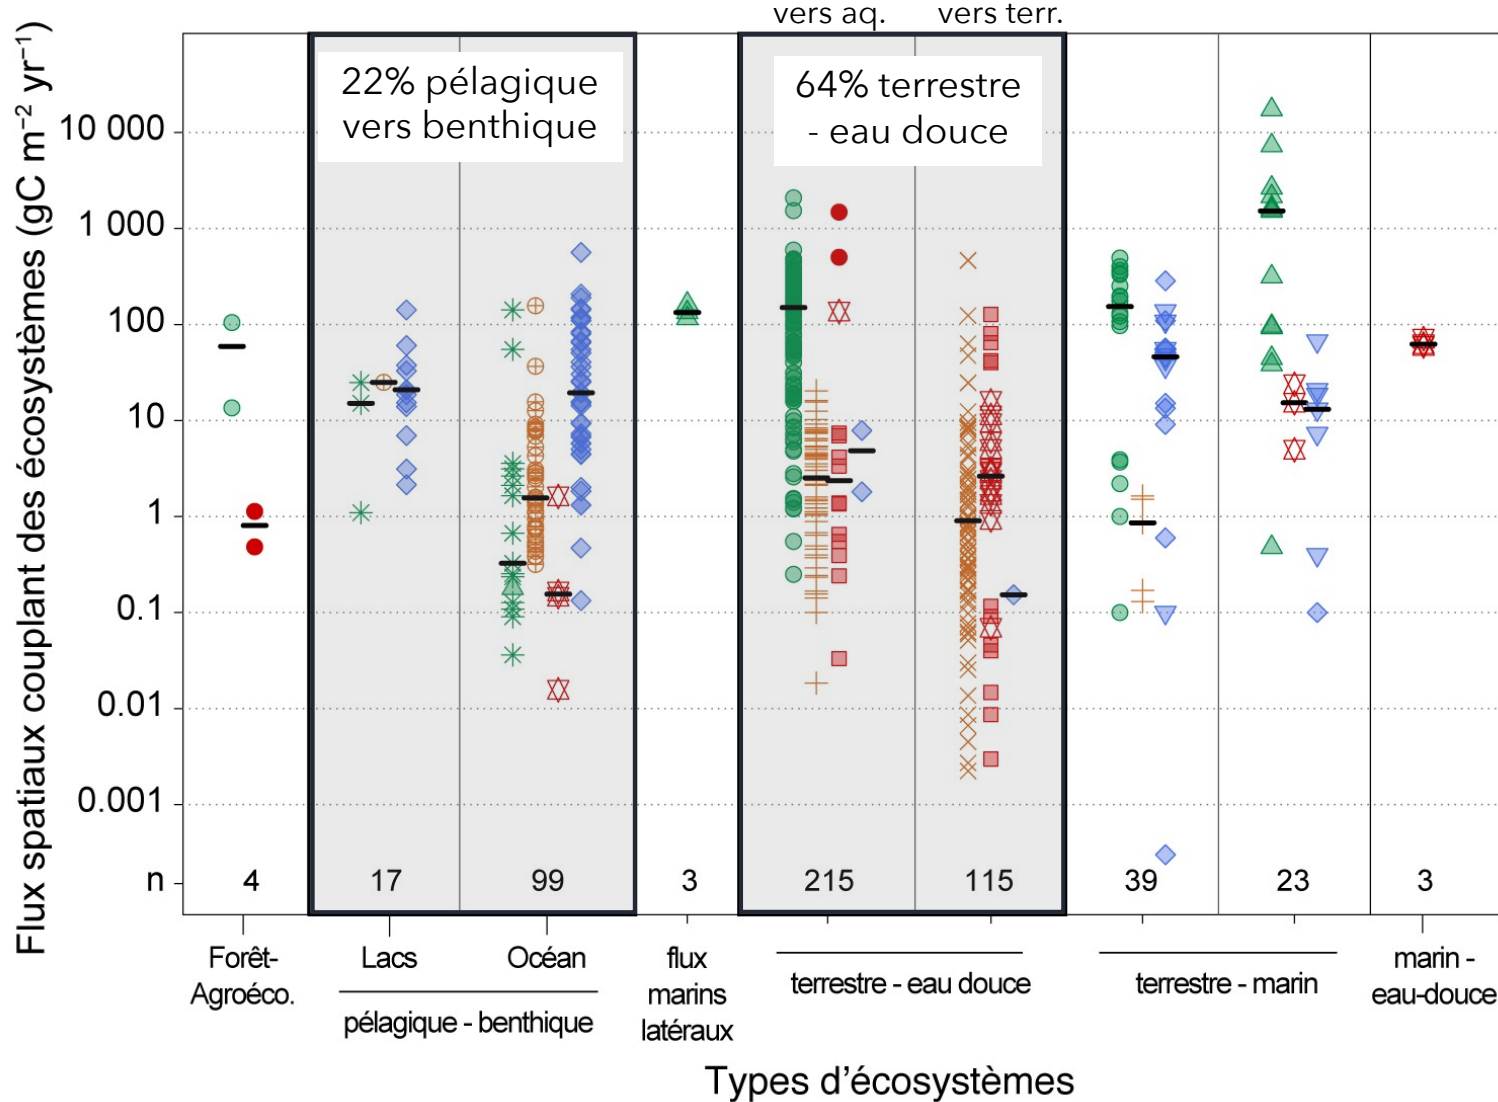 vers aq.
vers terr.
22% pélagique
vers benthique
64% terrestre
- eau douce
Flux spatiaux couplant des écosystèmes (gC m⁻² yr⁻¹)
10 000
1 000
100
10
1
0.1
0.01
0.001
n
4
17
99
3
215
115
39
23
3
Forêt-
Agroéco.
Lacs
Océan
pélagique - benthique
flux
marins
latéraux
terrestre - eau douce
terrestre - marin
marin -
eau-douce
Types d’écosystèmes